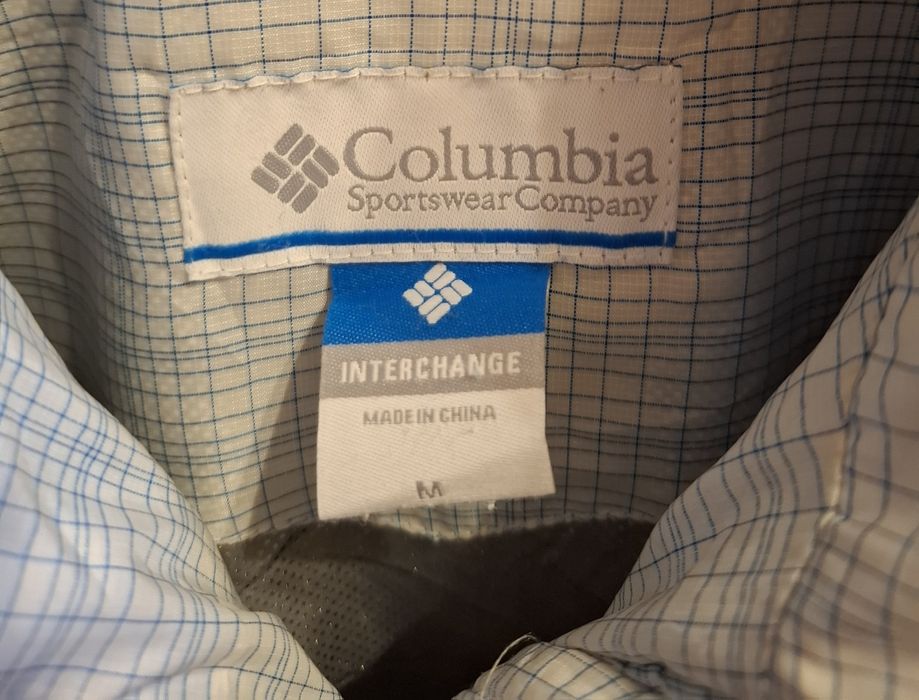 Columbia
Sportswear Company
INTERCHANGE
MADE IN CHINA
M